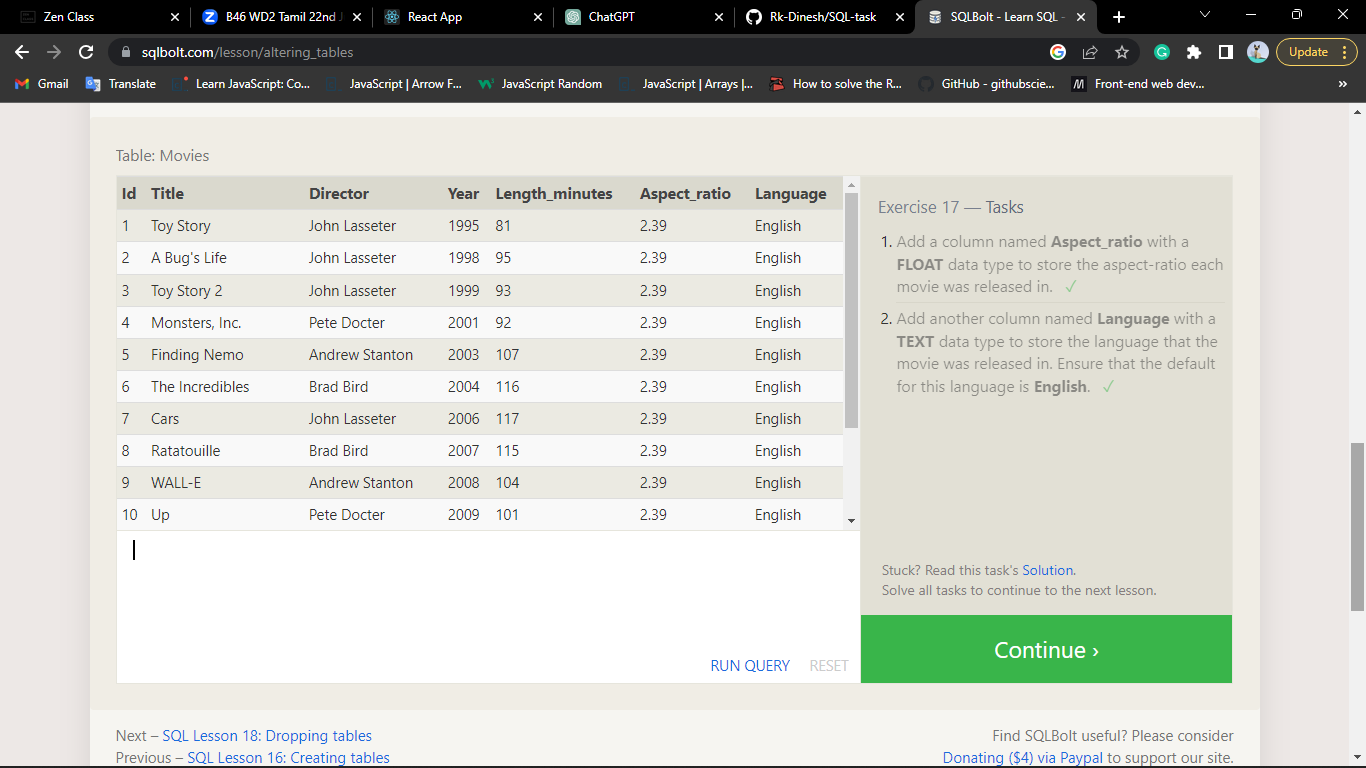 Zen Class
B46 WD2 Tamil 22nd J
React App
ChatGPT
Rk-Dinesh/SQL-task
SQLBolt - Learn SQL -
sqlbolt.com/lesson/altering_tables
Update
Gmail
Translate
Learn JavaScript: Co...
JavaScript | Arrow F...
JavaScript Random
JavaScript | Arrays |...
How to solve the R...
GitHub - githubscie...
Front-end web dev...
»
Table: Movies
Id Title Director Year Length_minutes Aspect_ratio Language
1 Toy Story John Lasseter 1995 81 2.39 English
2 A Bug's Life John Lasseter 1998 95 2.39 English
3 Toy Story 2 John Lasseter 1999 93 2.39 English
4 Monsters, Inc. Pete Docter 2001 92 2.39 English
5 Finding Nemo Andrew Stanton 2003 107 2.39 English
6 The Incredibles Brad Bird 2004 116 2.39 English
7 Cars John Lasseter 2006 117 2.39 English
8 Ratatouille Brad Bird 2007 115 2.39 English
9 WALL-E Andrew Stanton 2008 104 2.39 English
10 Up Pete Docter 2009 101 2.39 English
RUN QUERY RESET
Exercise 17 — Tasks
1. Add a column named Aspect_ratio with a
FLOAT data type to store the aspect-ratio each
movie was released in. ✓
2. Add another column named Language with a
TEXT data type to store the language that the
movie was released in. Ensure that the default
for this language is English. ✓
Stuck? Read this task's Solution.
Solve all tasks to continue to the next lesson.
Continue ›
Next – SQL Lesson 18: Dropping tables
Previous – SQL Lesson 16: Creating tables
Find SQLBolt useful? Please consider
Donating ($4) via Paypal to support our site.